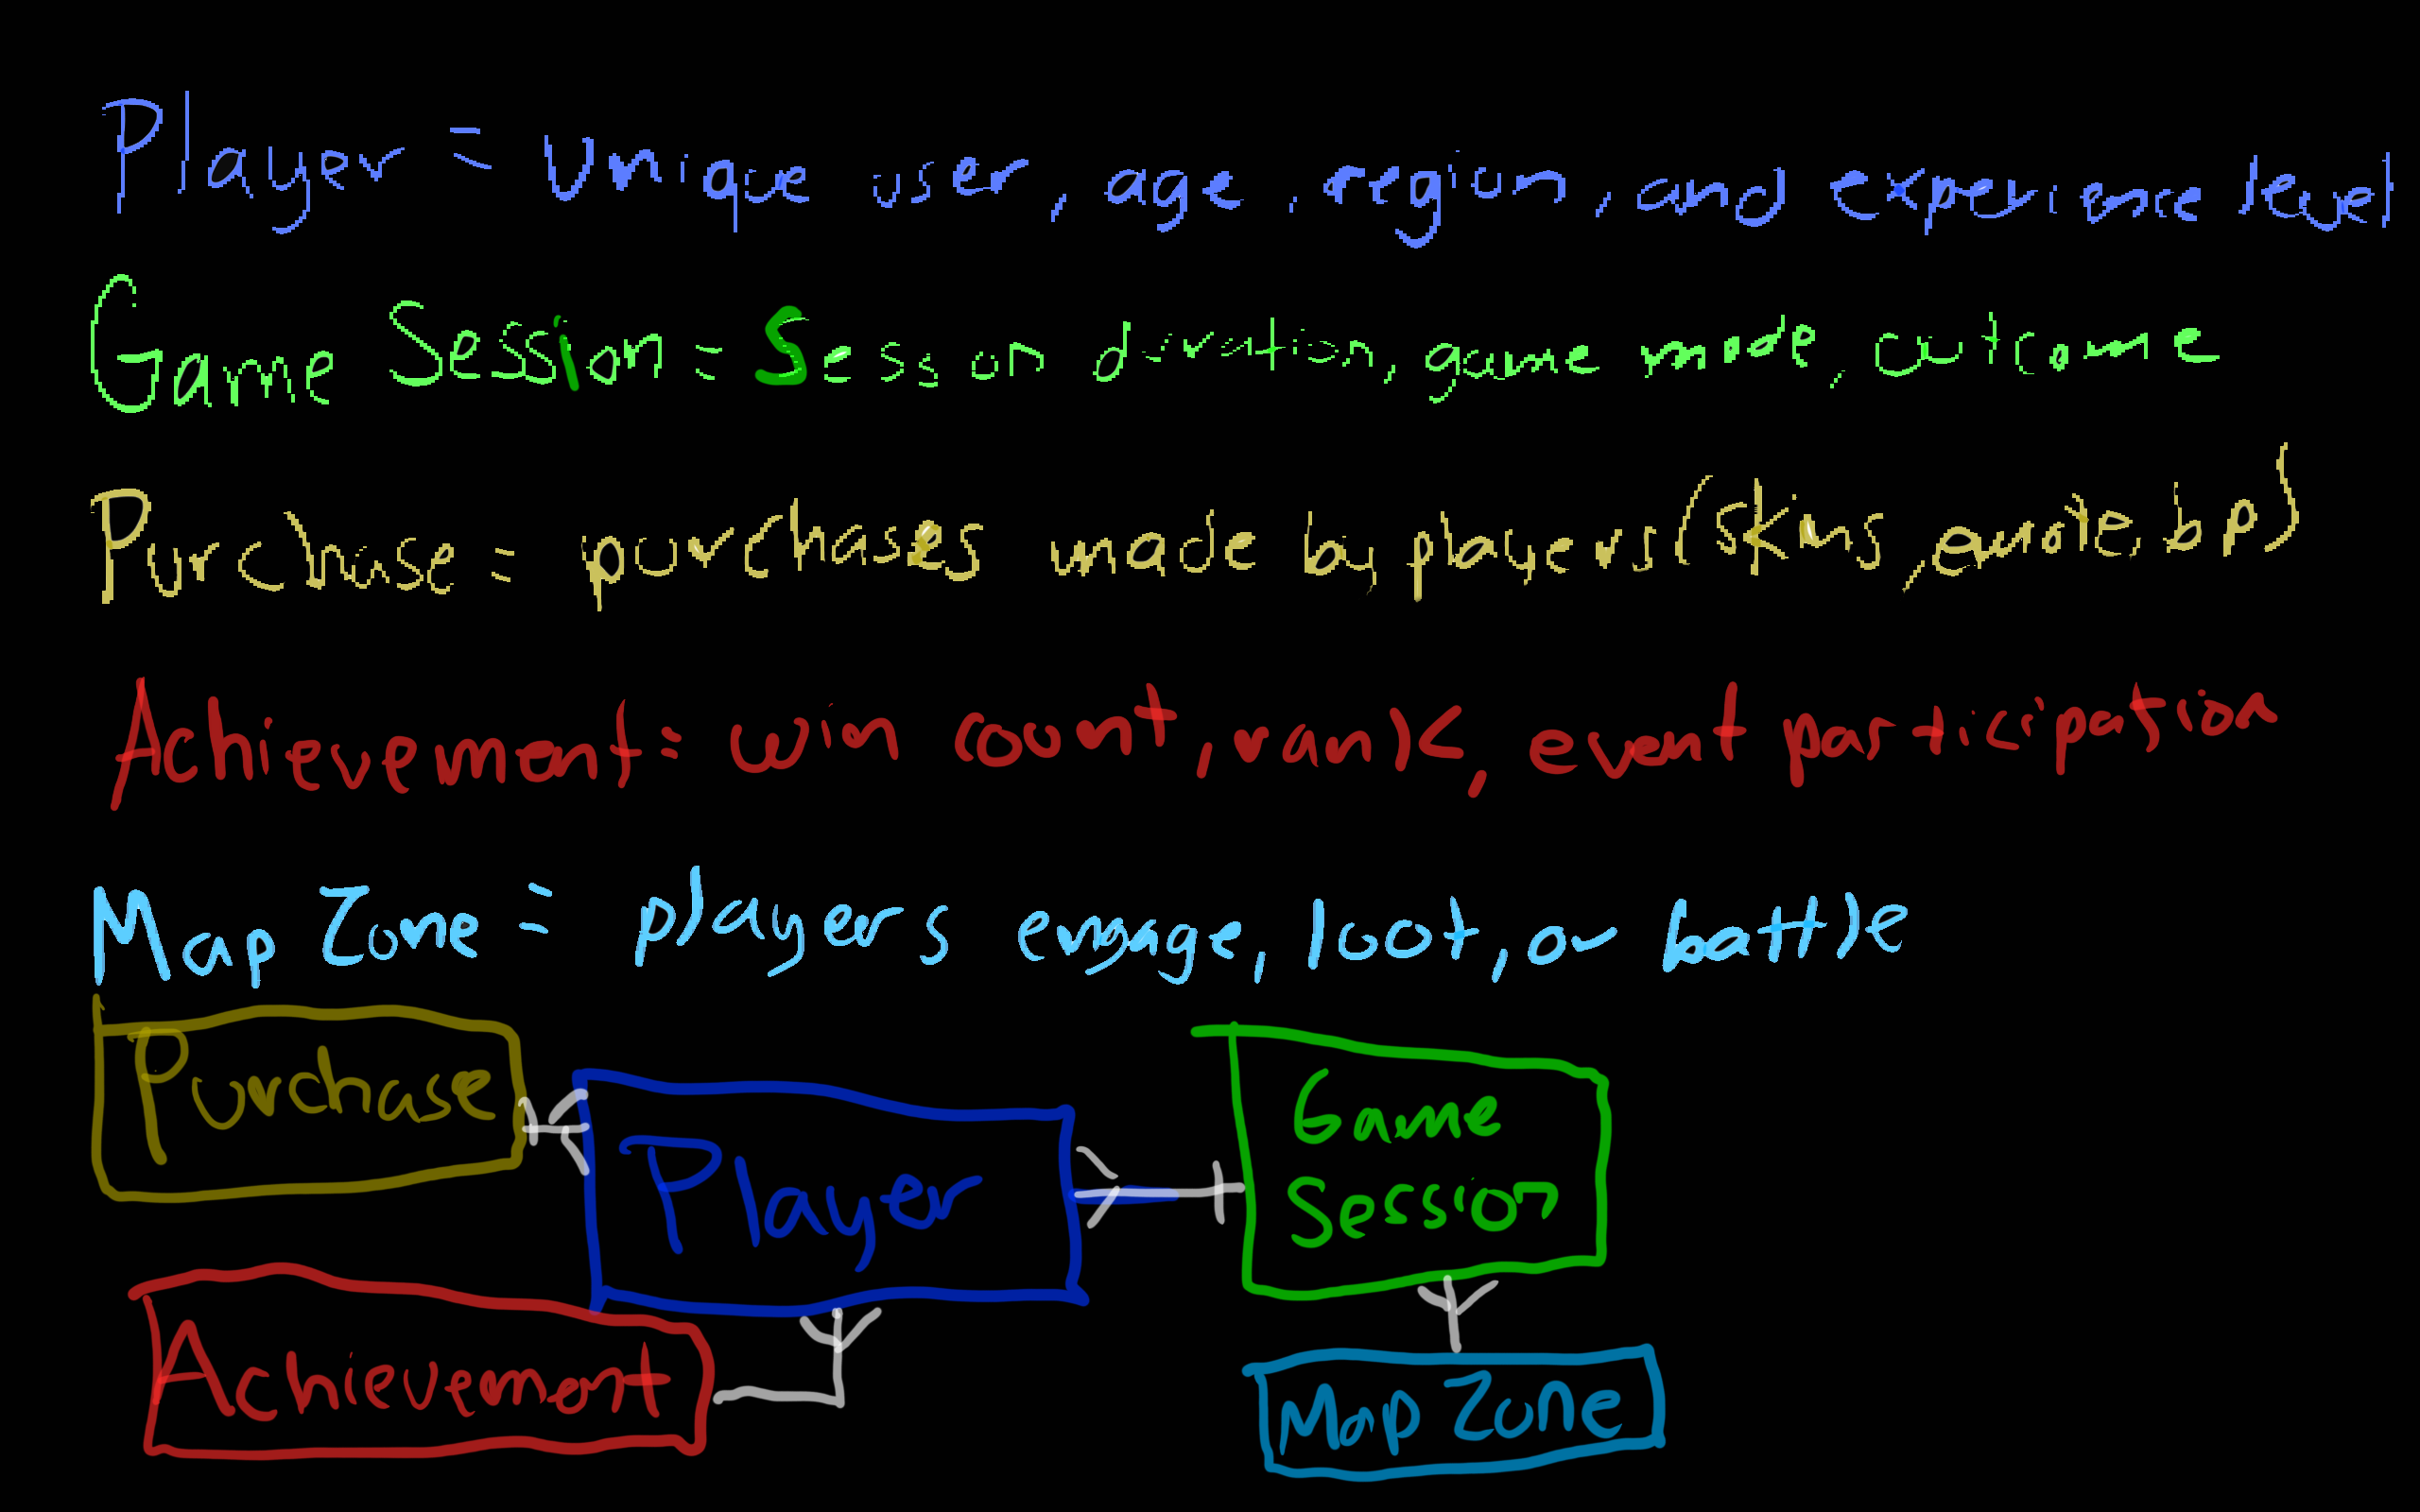 Player = Unique user, age, region, and experience level
Game Session = Session duration, game mode, outcome
Purchase = purchases made by players (skins, emote, bp)
Achievement = win count, rank, event participation
Map Zone = players engage, loot, or battle
Purchase
Player
Game
Session
Achievement
Map Zone